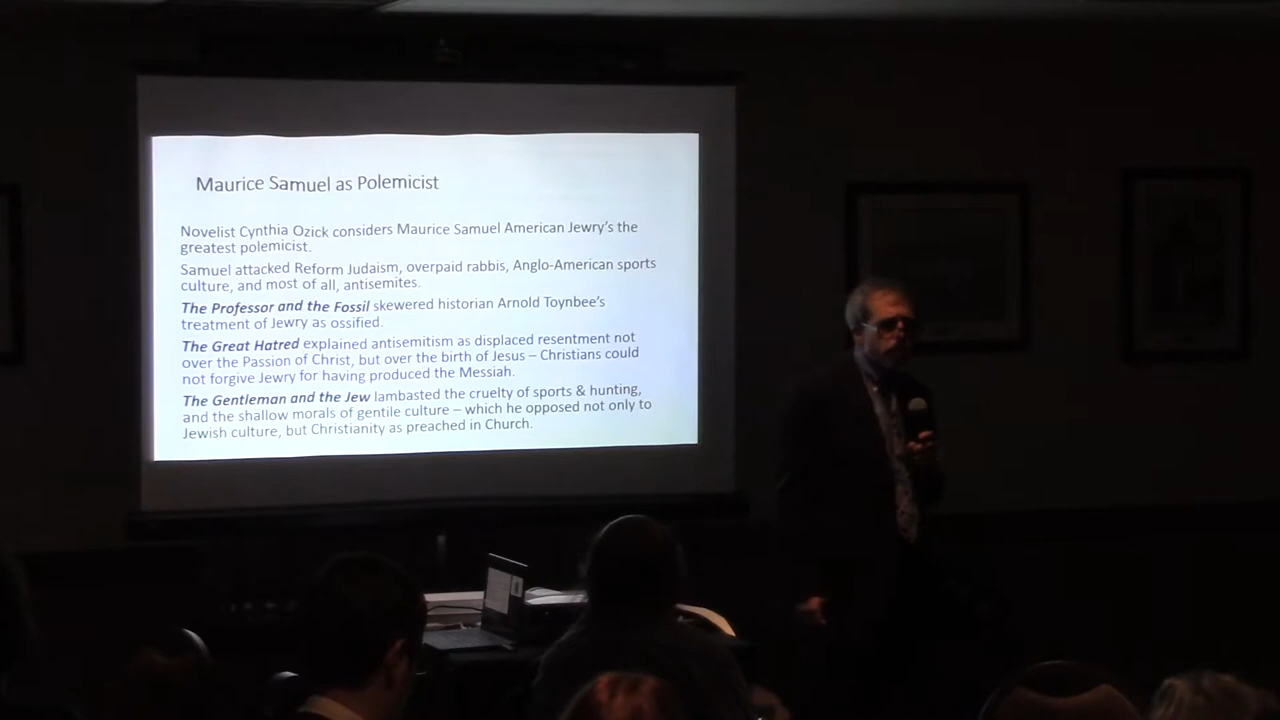 Maurice Samuel as Polemicist
Novelist Cynthia Ozick considers Maurice Samuel American Jewry’s the
greatest polemicist.
Samuel attacked Reform Judaism, overpaid rabbis, Anglo-American sports
culture, and most of all, antisemites.
The Professor and the Fossil skewered historian Arnold Toynbee’s
treatment of Jewry as ossified.
The Great Hatred explained antisemitism as displaced resentment not
over the Passion of Christ, but over the birth of Jesus – Christians could
not forgive Jewry for having produced the Messiah.
The Gentleman and the Jew lambasted the cruelty of sports & hunting,
and the shallow morals of gentile culture – which he opposed not only to
Jewish culture, but Christianity as preached in Church.